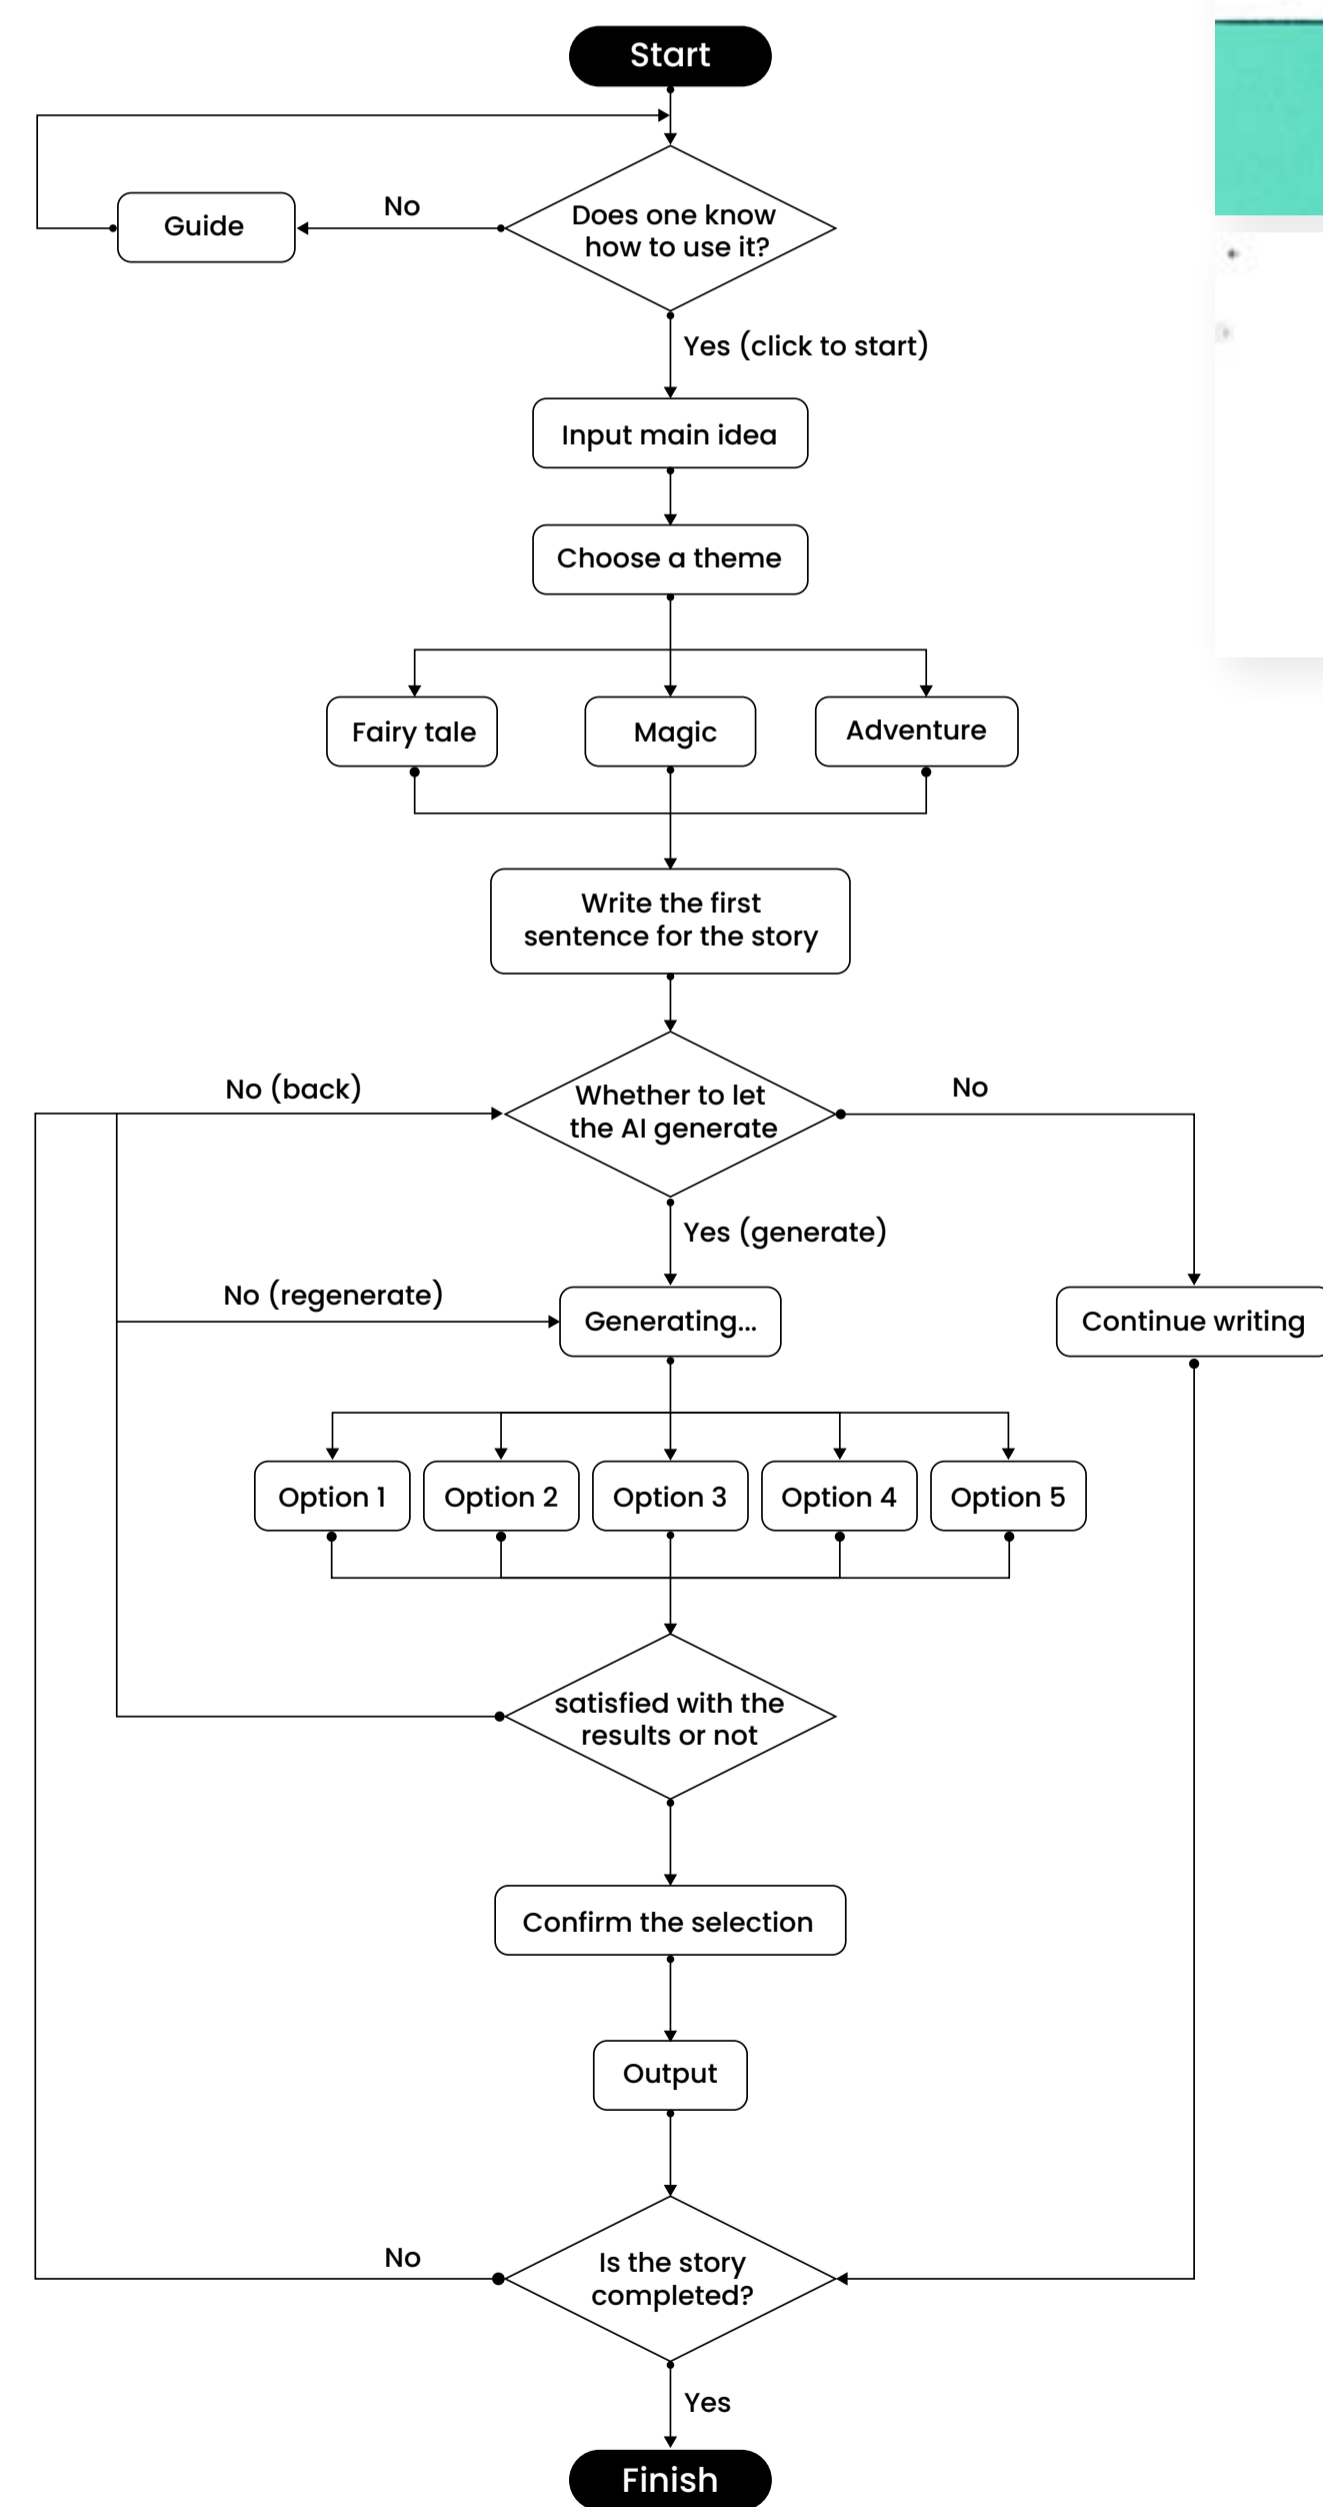 Start
No
Guide
Does one know
how to use it?
Yes (click to start)
Input main idea
Choose a theme
Fairy tale
Magic
Adventure
Write the first
sentence for the story
No (back)
Whether to let
the AI generate
No
Yes (generate)
No (regenerate)
Generating...
Continue writing
Option 1
Option 2
Option 3
Option 4
Option 5
satisfied with the
results or not
Confirm the selection
Output
No
Is the story
completed?
Yes
Finish